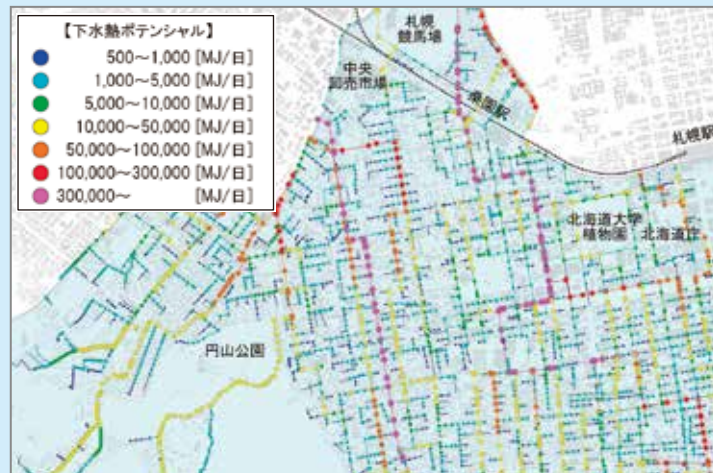 【下水熱ポテンシャル】
500～1,000 [MJ/日]
1,000～5,000 [MJ/日]
5,000～10,000 [MJ/日]
10,000～50,000 [MJ/日]
50,000～100,000 [MJ/日]
100,000～300,000 [MJ/日]
300,000～ [MJ/日]
札幌
競馬場
中央
卸売市場
桑園駅
札幌駅
北海道大学
植物園
北海道庁
円山公園